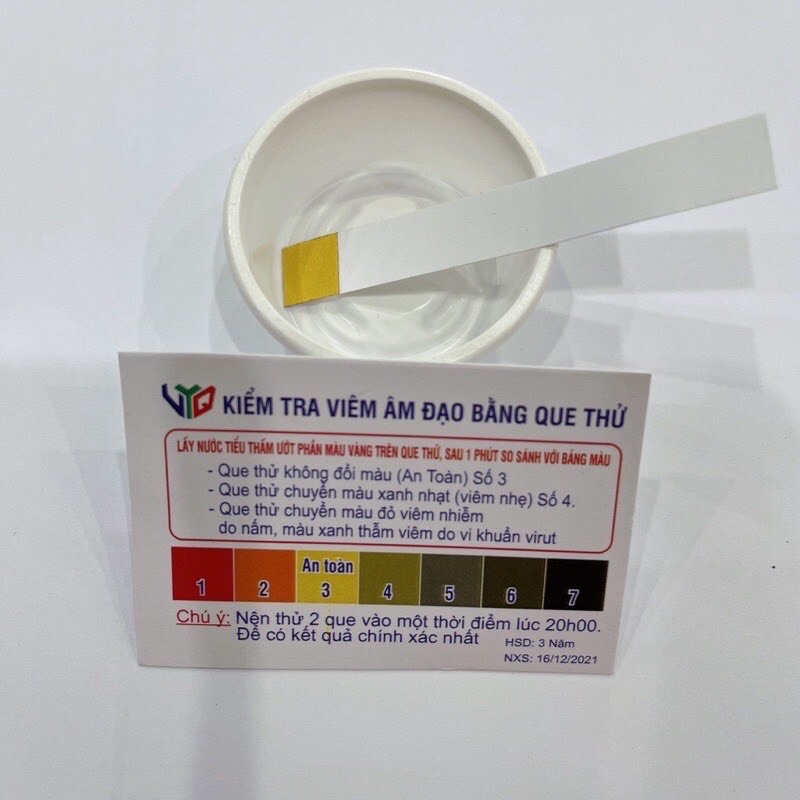 VYQ KIỂM TRA VIÊM ÂM ĐẠO BẰNG QUE THỬ
LẤY NƯỚC TIỂU THẤM ƯỚT PHẦN MÀU VÀNG TRÊN QUE THỬ, SAU 1 PHÚT SO SÁNH VỚI BẢNG MÀU
- Que thử không đổi màu (An Toàn) Số 3
- Que thử chuyển màu xanh nhạt (viêm nhẹ) Số 4.
- Que thử chuyển màu đỏ viêm nhiễm
do nấm, màu xanh thẫm viêm do vi khuẩn virut
An toàn
1 2 3 4 5 6 7
Chú ý: Nên thử 2 que vào một thời điểm lúc 20h00.
Để có kết quả chính xác nhất
HSD: 3 Năm
NXS: 16/12/2021